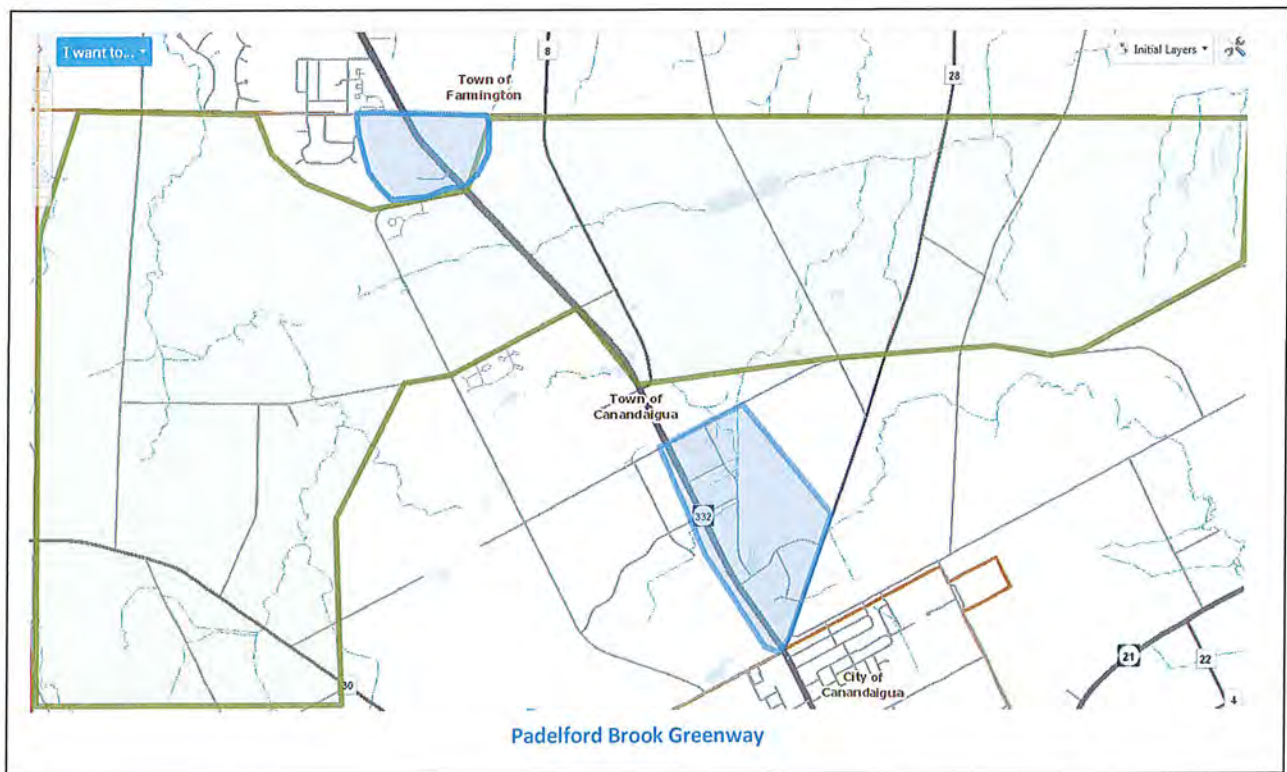 I want to...
8
Initial Layers
Town of
Farmington
28
Town of
Canandaigua
332
City of
Canandaigua
30
21
22
4
Padelford Brook Greenway